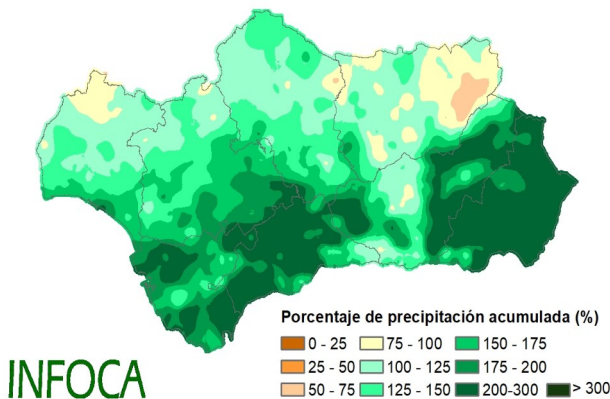 Porcentaje de precipitación acumulada (%)
0 - 25 75 - 100 150 - 175
25 - 50 100 - 125 175 - 200
50 - 75 125 - 150 200-300 > 300
INFOCA